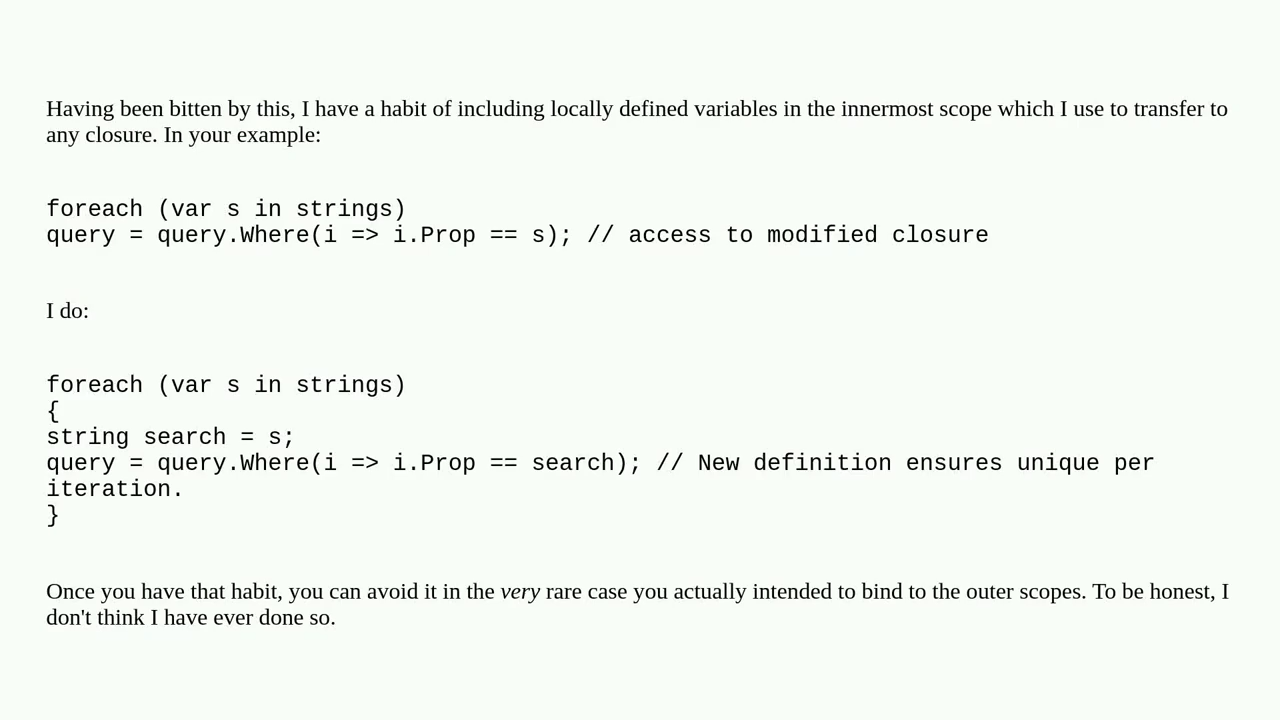 Having been bitten by this, I have a habit of including locally defined variables in the innermost scope which I use to transfer to
any closure. In your example:
foreach (var s in strings)
query = query.Where(i => i.Prop == s); // access to modified closure
I do:
foreach (var s in strings)
{
string search = s;
query = query.Where(i => i.Prop == search); // New definition ensures unique per
iteration.
}
Once you have that habit, you can avoid it in the very rare case you actually intended to bind to the outer scopes. To be honest, I
don't think I have ever done so.